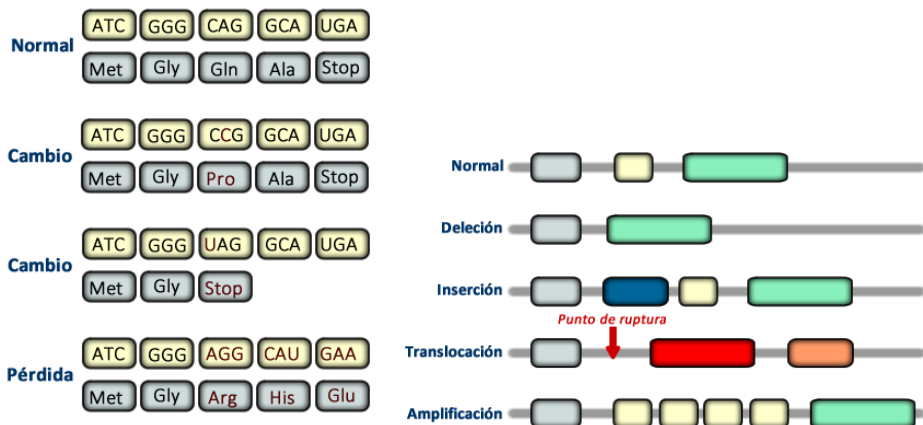 Normal
ATC GGG CAG GCA UGA
Met Gly Gln Ala Stop
Cambio
ATC GGG CCG GCA UGA
Met Gly Pro Ala Stop
Cambio
ATC GGG UAG GCA UGA
Met Gly Stop
Pérdida
ATC GGG AGG CAU GAA
Met Gly Arg His Glu
Normal
Deleción
Inserción
Punto de ruptura
Translocación
Amplificación